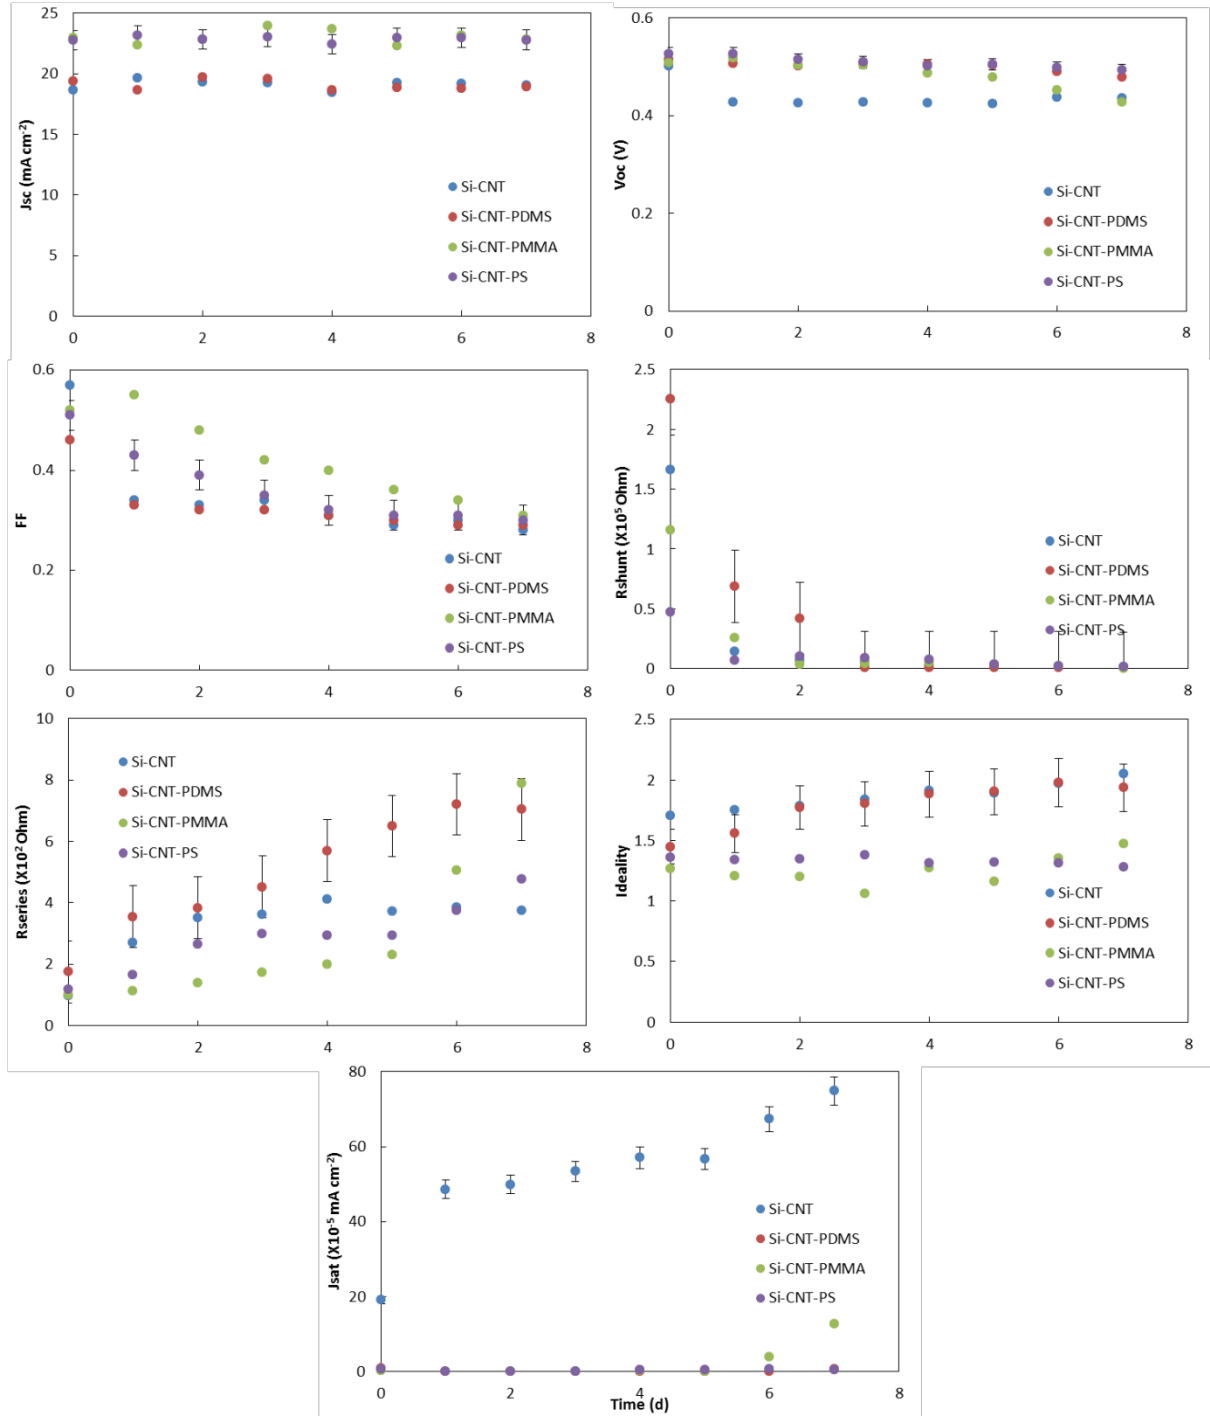 25
20
15
10
5
0
Jsc (mA cm-2)
Si-CNT
Si-CNT-PDMS
Si-CNT-PMMA
Si-CNT-PS
0 2 4 6 8
0.6
0.4
0.2
0
Voc (V)
Si-CNT
Si-CNT-PDMS
Si-CNT-PMMA
Si-CNT-PS
0 2 4 6 8
0.6
0.4
0.2
0
FF
Si-CNT
Si-CNT-PDMS
Si-CNT-PMMA
Si-CNT-PS
0 2 4 6 8
2.5
2
1.5
1
0.5
0
Rshunt (X10⁵ Ohm)
Si-CNT
Si-CNT-PDMS
Si-CNT-PMMA
Si-CNT-PS
0 2 4 6 8
10
8
6
4
2
0
Rseries (X10² Ohm)
Si-CNT
Si-CNT-PDMS
Si-CNT-PMMA
Si-CNT-PS
0 2 4 6 8
2.5
2
1.5
1
0.5
0
Ideality
Si-CNT
Si-CNT-PDMS
Si-CNT-PMMA
Si-CNT-PS
0 2 4 6 8
80
60
40
20
0
Jsat (X10⁻⁵ mA cm⁻²)
Si-CNT
Si-CNT-PDMS
Si-CNT-PMMA
Si-CNT-PS
0 2 4 6 8
Time (d)